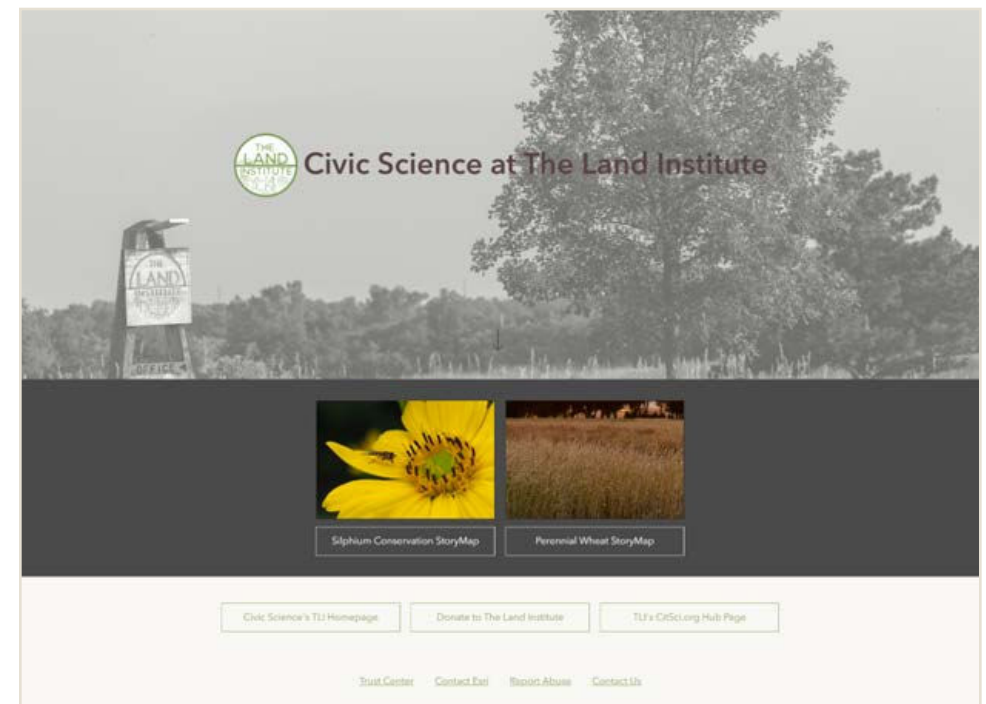 THE
LAND
INSTITUTE
Civic Science at The Land Institute
THE
LAND
INSTITUTE
OFFICE
Silphium Conservation StoryMap
Perennial Wheat StoryMap
Civic Science's TLI Homepage
Donate to The Land Institute
TLI's CitSci.org Hub Page
Trust Center Contact Esri Report Abuse Contact Us